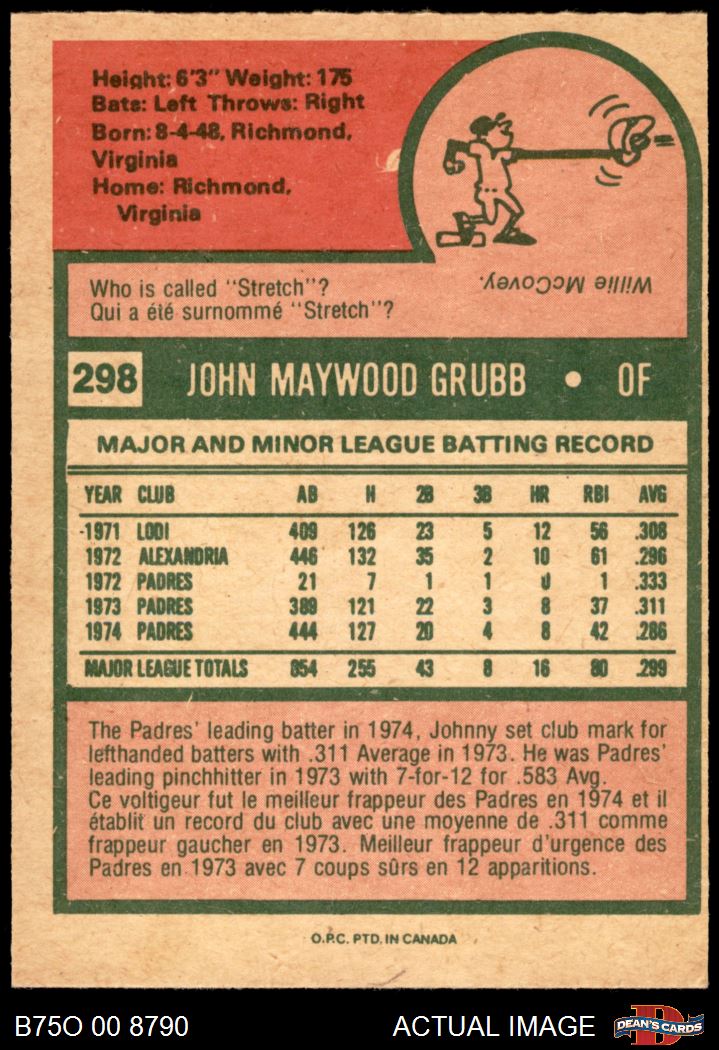 Height: 6'3" Weight: 175
Bats: Left Throws: Right
Born: 8-4-48, Richmond,
Virginia
Home: Richmond,
Virginia
Who is called "Stretch"?
Qui a été surnommé "Stretch"?
Willie McCovey.
298 JOHN MAYWOOD GRUBB • OF
MAJOR AND MINOR LEAGUE BATTING RECORD
YEAR CLUB AB H 2B 3B HR RBI AVG
1971 LODI 409 126 23 5 12 56 .308
1972 ALEXANDRIA 446 132 35 2 10 61 .296
1972 PADRES 21 7 1 1 0 1 .333
1973 PADRES 389 121 22 3 8 37 .311
1974 PADRES 444 127 20 4 8 42 .286
MAJOR LEAGUE TOTALS 854 255 43 8 16 80 .299
The Padres' leading batter in 1974, Johnny set club mark for
lefthanded batters with .311 Average in 1973. He was Padres'
leading pinchhitter in 1973 with 7-for-12 for .583 Avg.
Ce voltigeur fut le meilleur frappeur des Padres en 1974 et il
établit un record du club avec une moyenne de .311 comme
frappeur gaucher en 1973. Meilleur frappeur d'urgence des
Padres en 1973 avec 7 coups sûrs en 12 apparitions.
O.P.C. PTD. IN CANADA
B75O 00 8790 ACTUAL IMAGE DEAN'S CARDS